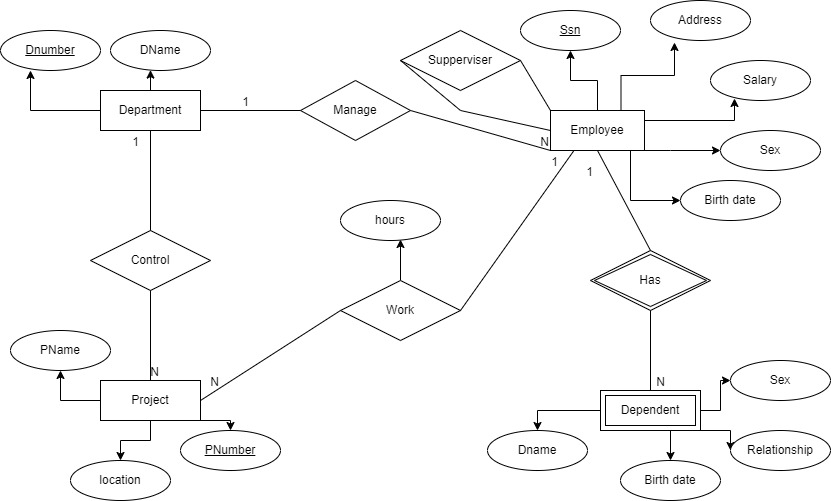 Address
Ssn
Dnumber
DName
Supperviser
Salary
1
Department
Manage
Employee
1
N
Sex
1
1
Birth date
hours
Control
Has
Work
PName
N
N
N
Sex
Project
Dependent
PNumber
Dname
Relationship
location
Birth date